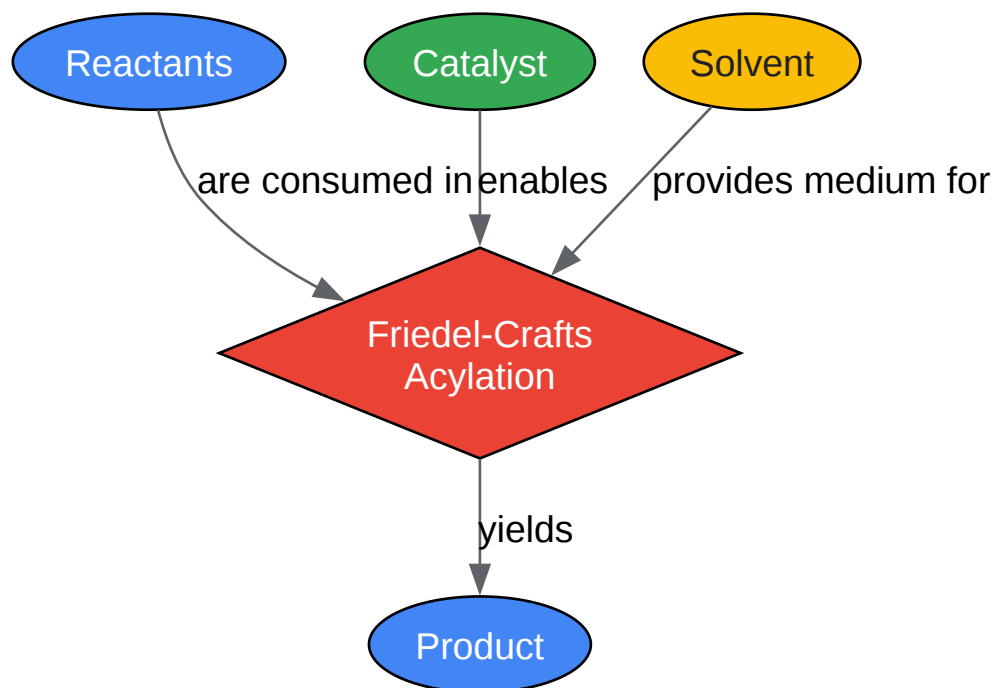 Reactants
Catalyst
Solvent
are consumed in
enables
provides medium for
Friedel-Crafts
Acylation
yields
Product